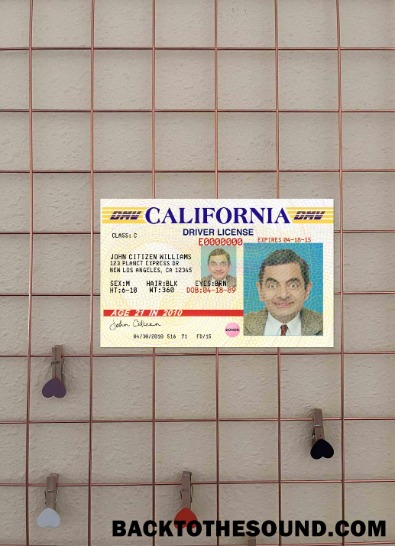 DMV CALIFORNIA DMV
DRIVER LICENSE
CLASS: C
E0000000
EXPIRES 04-18-15
JOHN CITIZEN WILLIAMS
123 PLANET EXPRESS DR
NEW LOS ANGELES, CA 12345
SEX:M HAIR:BLK EYES:BRN
HT:6-10 WT:360 DOB:04-18-89
AGE 21 IN 2010
John Citizen
DONOR
04/30/2010 516 71 FD/15
BACKTOTHESOUND.COM